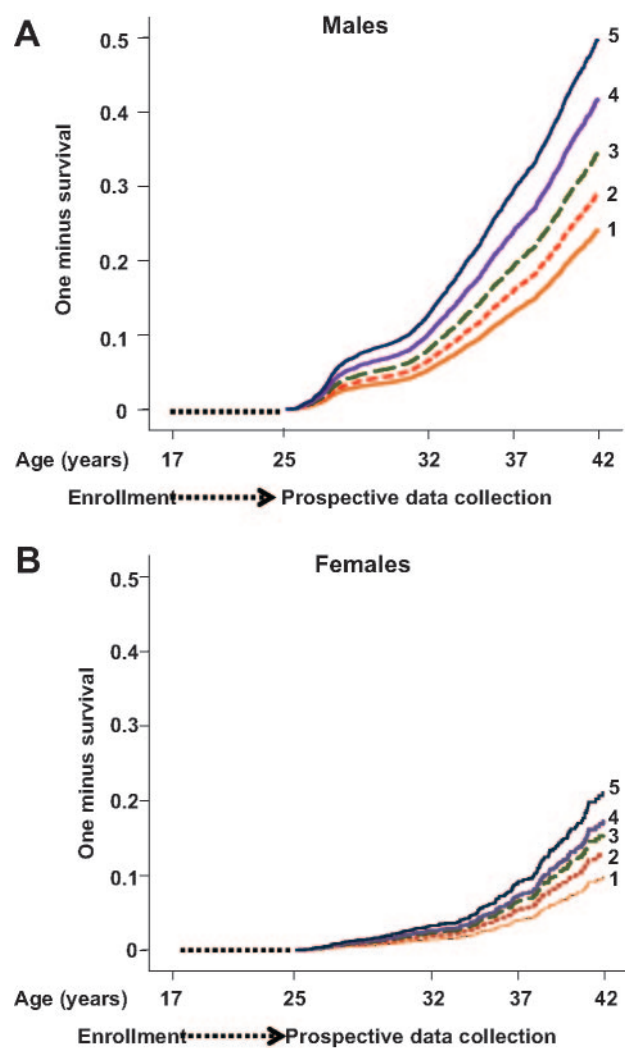 A
Males
0.5
0.4
0.3
0.2
0.1
0
One minus survival
5
4
3
2
1
Age (years) 17 25 32 37 42
Enrollment Prospective data collection
B
Females
0.5
0.4
0.3
0.2
0.1
0
One minus survival
5
4
3
2
1
Age (years) 17 25 32 37 42
Enrollment Prospective data collection